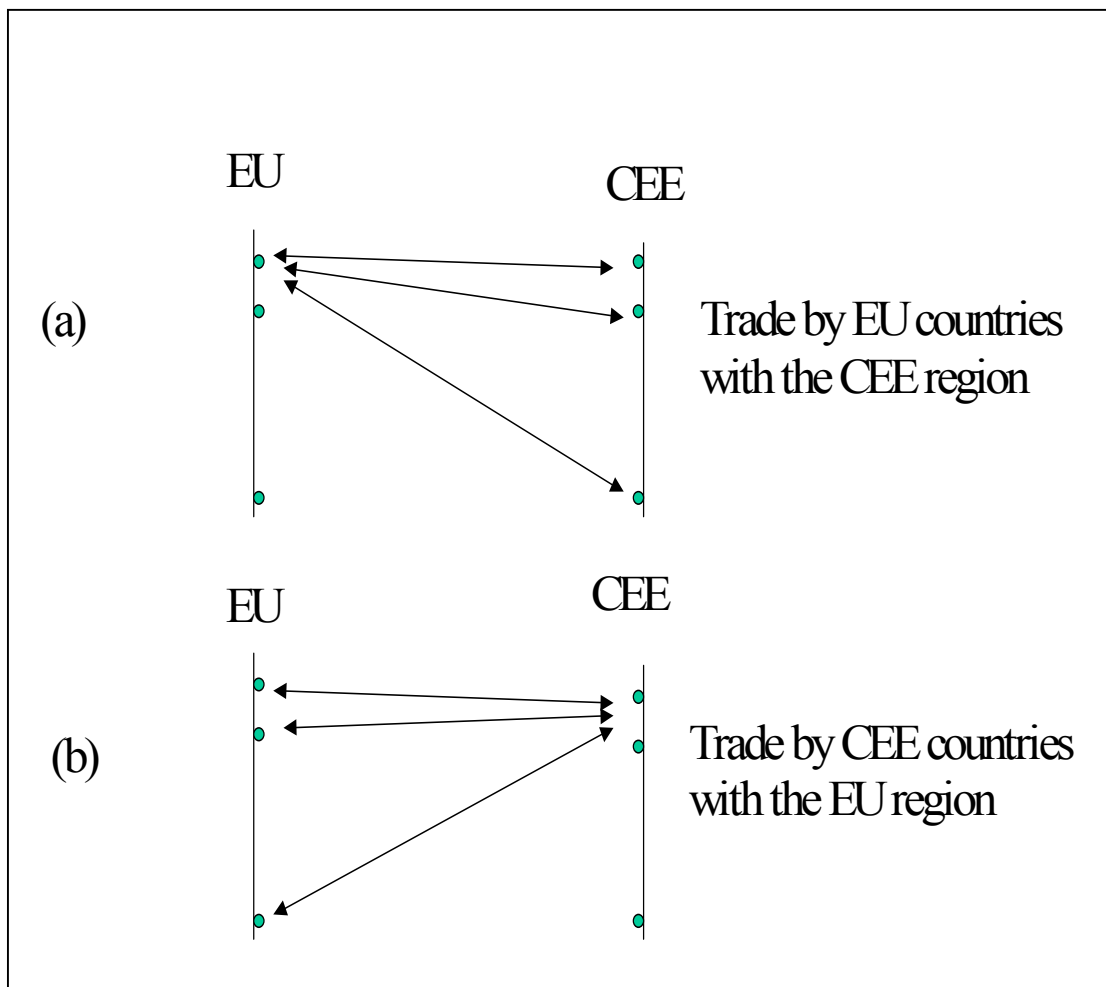 EU
CEE
(a)
Trade by EU countries
with the CEE region
EU
CEE
(b)
Trade by CEE countries
with the EU region